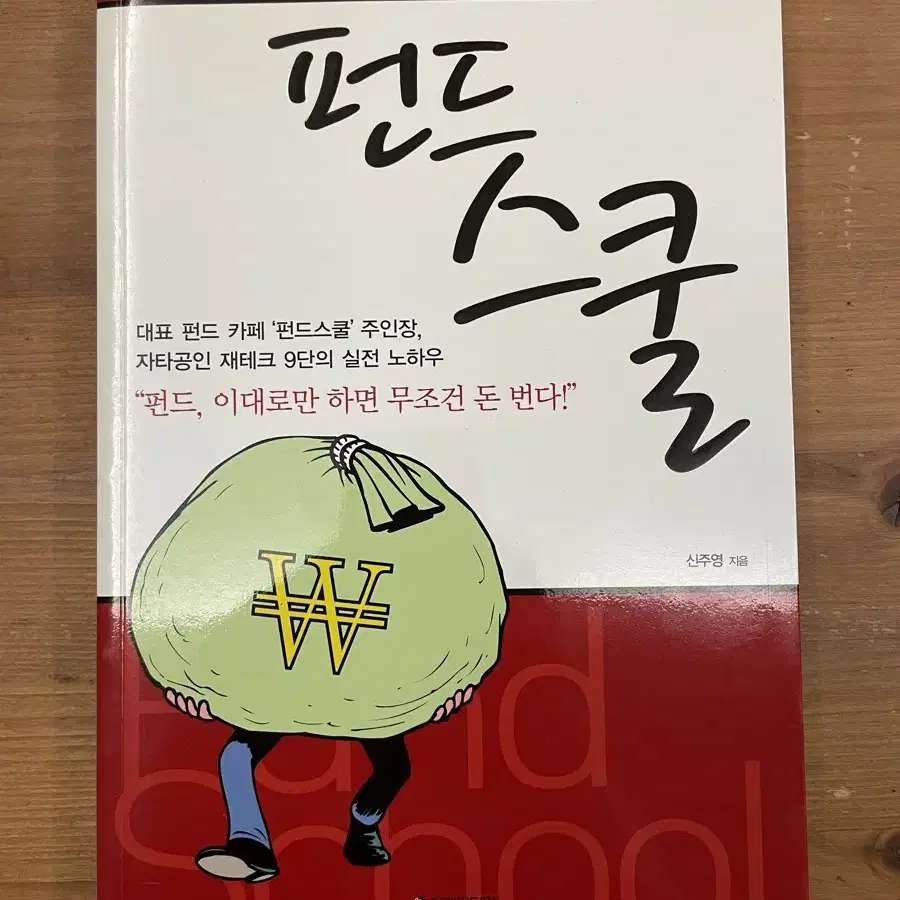 펀드
스쿨
대표 펀드 카페 ‘펀드스쿨’ 주인장,
자타공인 재테크 9단의 실전 노하우
“펀드, 이대로만 하면 무조건 돈 번다!”
신주영 지음
₩
Fund
School